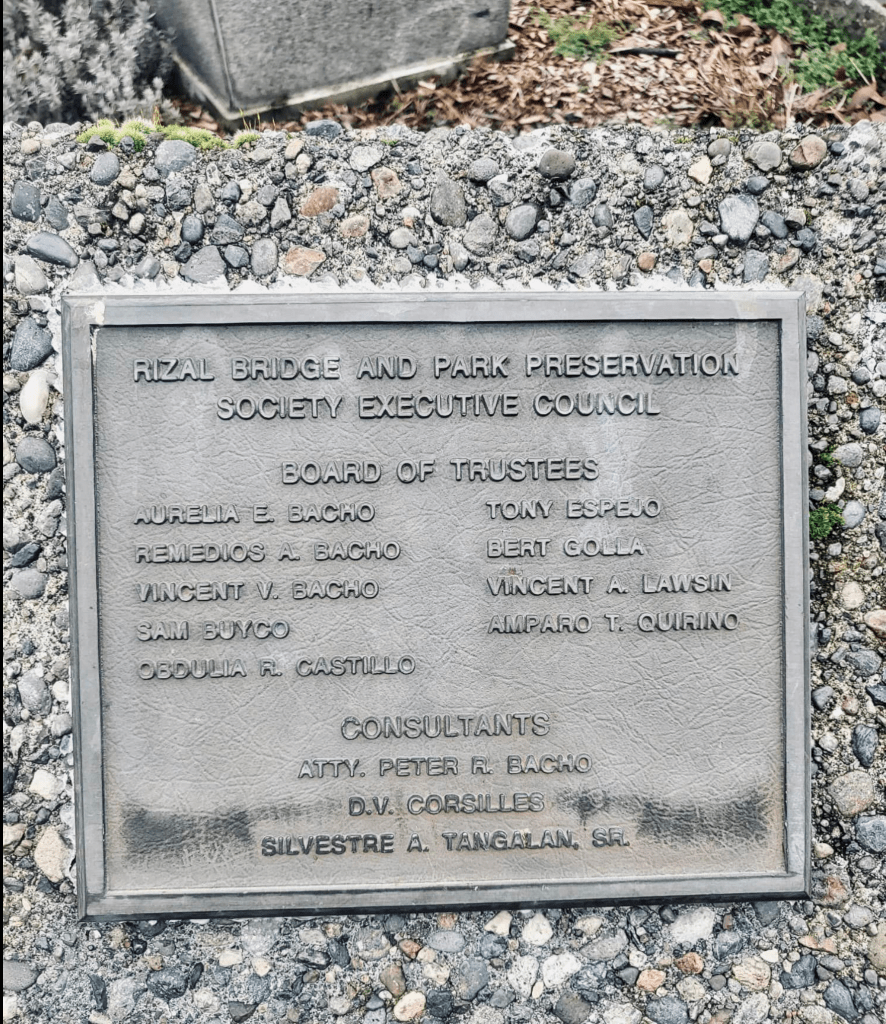 RIZAL BRIDGE AND PARK PRESERVATION
SOCIETY EXECUTIVE COUNCIL
BOARD OF TRUSTEES
AURELIA E. BACHO
REMEDIOS A. BACHO
VINCENT V. BACHO
SAM BUYCO
OBDULIA R. CASTILLO
TONY ESPEJO
BERT GOLLA
VINCENT A. LAWSIN
AMPARO T. QUIRINO
CONSULTANTS
ATTY. PETER R. BACHO
D.V. CORSILLES
SILVESTRE A. TANGALAN, SR.